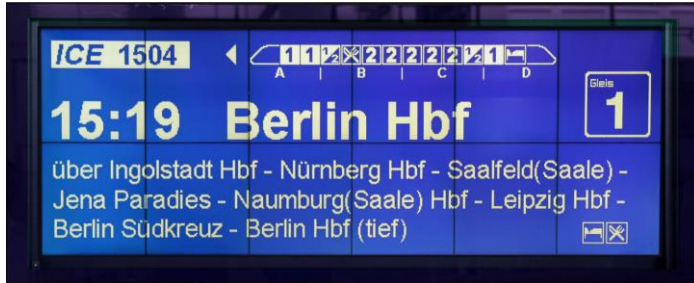 ICE 1504
1 1 ½ 2 2 2 2 2 ½ 1
A | B | C | D
Gleis
1
15:19 Berlin Hbf
über Ingolstadt Hbf - Nürnberg Hbf - Saalfeld(Saale) -
Jena Paradies - Naumburg(Saale) Hbf - Leipzig Hbf -
Berlin Südkreuz - Berlin Hbf (tief)